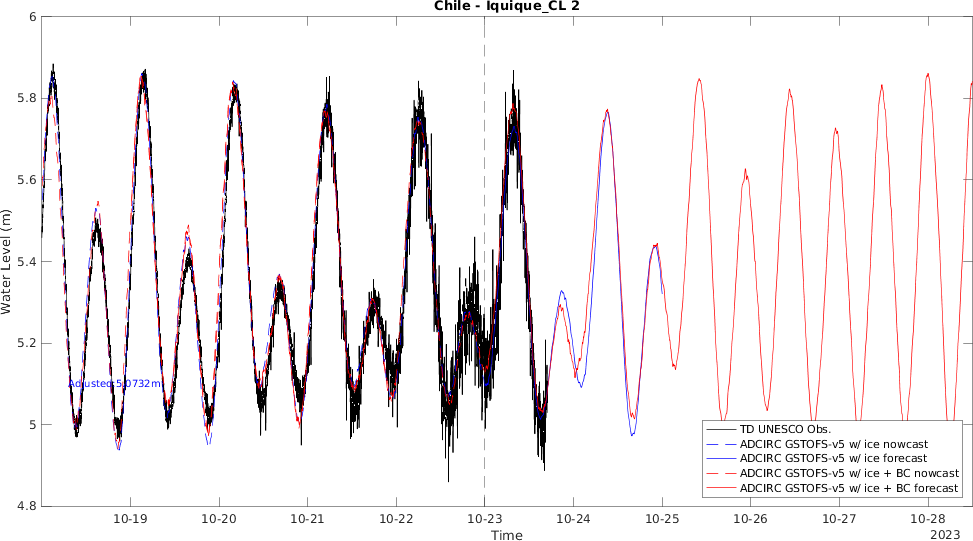 Chile - Iquique_CL 2
Water Level (m)
6
5.8
5.6
5.4
5.2
5
4.8
Adjusted:5.0732m
TD UNESCO Obs.
ADCIRC GSTOFS-v5 w/ ice nowcast
ADCIRC GSTOFS-v5 w/ ice forecast
ADCIRC GSTOFS-v5 w/ ice + BC nowcast
ADCIRC GSTOFS-v5 w/ ice + BC forecast
10-19 10-20 10-21 10-22 10-23 10-24 10-25 10-26 10-27 10-28
2023
Time